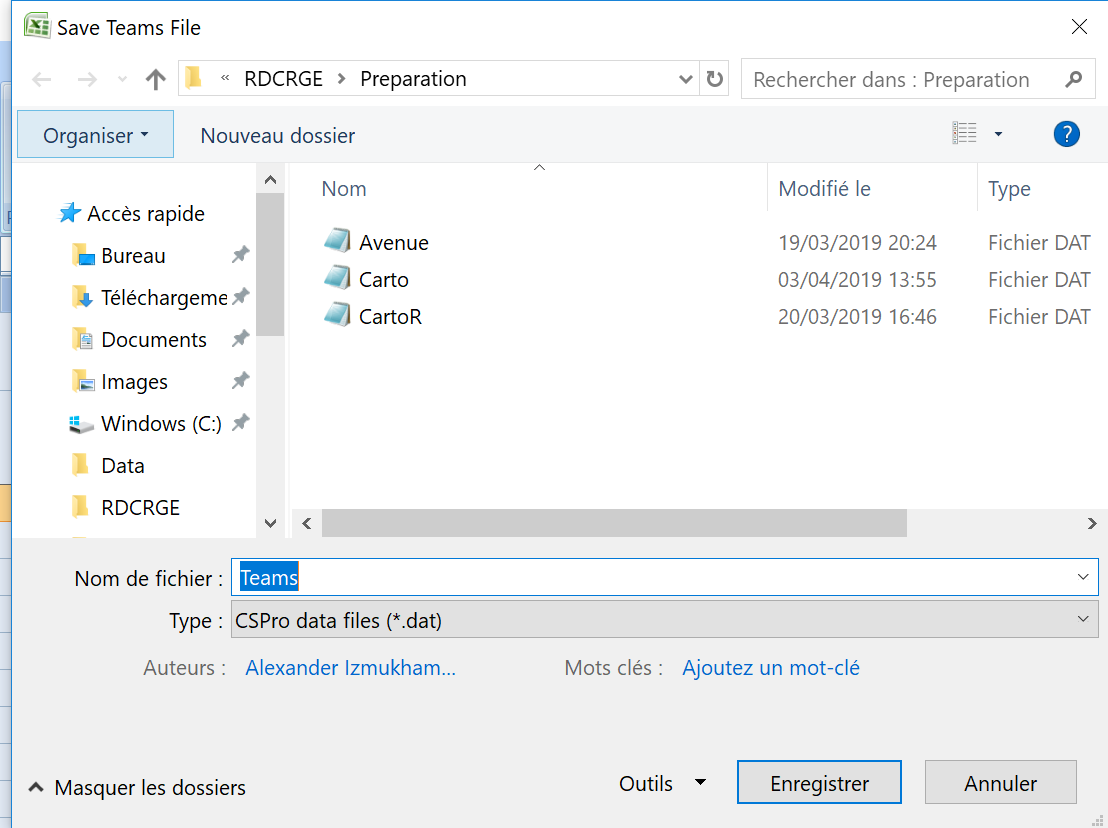 Save Teams File
« RDCRGE > Preparation
Rechercher dans : Preparation
Organiser
Nouveau dossier
?
Nom
Modifié le
Type
Accès rapide
Bureau
Téléchargeme
Documents
Images
Windows (C:)
Data
RDCRGE
Avenue 19/03/2019 20:24 Fichier DAT
Carto 03/04/2019 13:55 Fichier DAT
CartoR 20/03/2019 16:46 Fichier DAT
Nom de fichier : Teams
Type : CSPro data files (*.dat)
Auteurs : Alexander Izmukham... Mots clés : Ajoutez un mot-clé
Masquer les dossiers
Outils
Enregistrer
Annuler